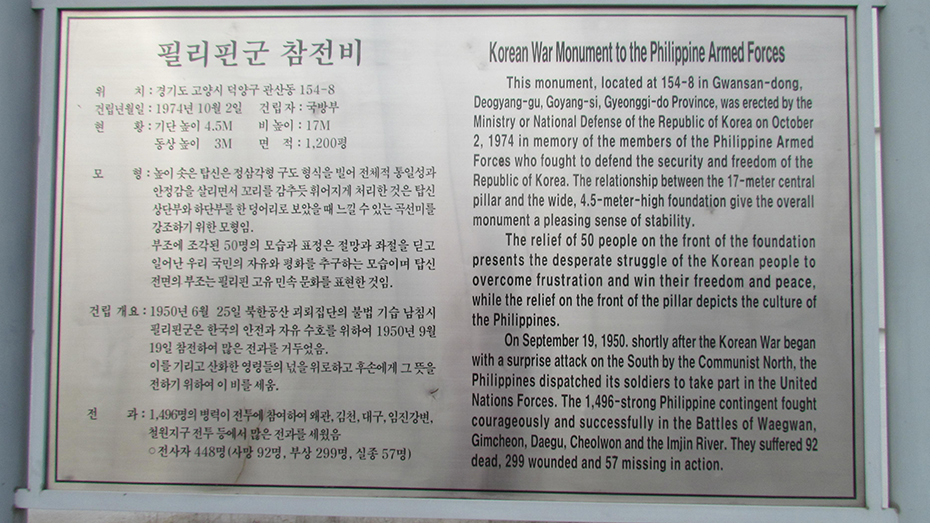 필리핀군 참전비
위 치 : 경기도 고양시 덕양구 관산동 154-8
건립년월일 : 1974년 10월 2일 건 립 자 : 국방부
현 황 : 기단 높이 4.5M 비 높이 : 17M
동상 높이 3M 면 적 : 1,200평
모 형 : 높이 솟은 탑신은 정삼각형 구도 형식을 빌어 전체적 통일성과
안정감을 살리면서 꼬리를 감추듯 휘어지게 처리한 것은 탑신
상단부와 하단부를 한 덩어리로 보았을 때 느낄 수 있는 곡선미를
강조하기 위한 모형임.
부조에 조각된 50명의 모습과 표정은 절망과 좌절을 딛고
일어난 우리 국민의 자유와 평화를 추구하는 모습이며 탑신
전면의 부조는 필리핀 고유 민속 문화를 표현한 것임.
건립 개요 : 1950년 6월 25일 북한공산 괴뢰집단의 불법 기습 남침시
필리핀군은 한국의 안전과 자유 수호를 위하여 1950년 9월
19일 참전하여 많은 전과를 거두었음.
이를 기리고 산화한 영령들의 넋을 위로하고 후손에게 그 뜻을
전하기 위하여 이 비를 세움.
전 과 : 1,496명의 병력이 전투에 참여하여 왜관, 김천, 대구, 임진강변,
철원지구 전투 등에서 많은 전과를 세웠음
○전사자 448명(사망 92명, 부상 299명, 실종 57명)
Korean War Monument to the Philippine Armed Forces
This monument, located at 154-8 in Gwansan-dong,
Deogyang-gu, Goyang-si, Gyeonggi-do Province, was erected by the
Ministry or National Defense of the Republic of Korea on October
2, 1974 in memory of the members of the Philippine Armed
Forces who fought to defend the security and freedom of the
Republic of Korea. The relationship between the 17-meter central
pillar and the wide, 4.5-meter-high foundation give the overall
monument a pleasing sense of stability.
The relief of 50 people on the front of the foundation
presents the desperate struggle of the Korean people to
overcome frustration and win their freedom and peace,
while the relief on the front of the pillar depicts the culture of
the Philippines.
On September 19, 1950. shortly after the Korean War began
with a surprise attack on the South by the Communist North, the
Philippines dispatched its soldiers to take part in the United
Nations Forces. The 1,496-strong Philippine contingent fought
courageously and successfully in the Battles of Waegwan,
Gimcheon, Daegu, Cheolwon and the Imjin River. They suffered 92
dead, 299 wounded and 57 missing in action.